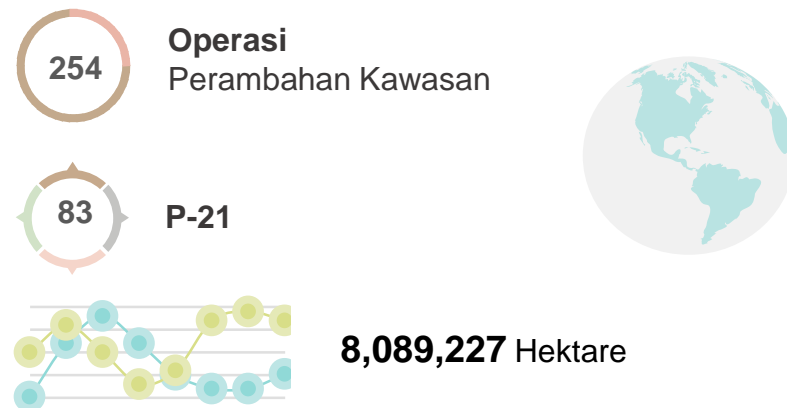 254
Operasi
Perambahan Kawasan
83
P-21
8,089,227 Hektare